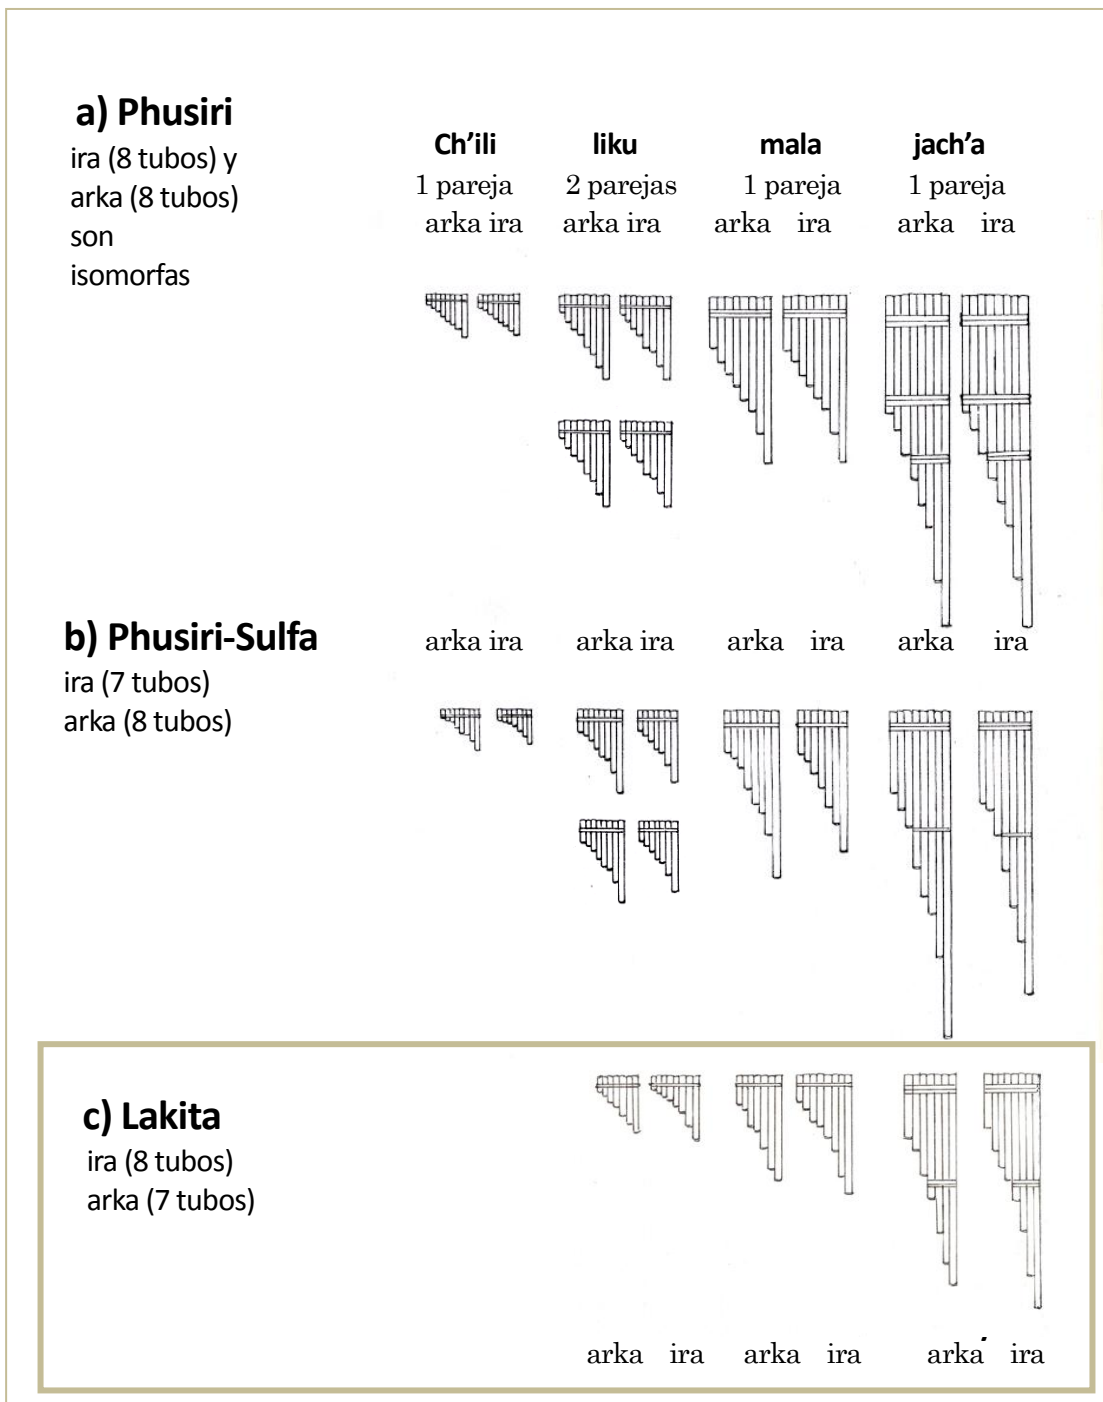 a) Phusiri
ira (8 tubos) y
arka (8 tubos)
son
isomorfas
Ch’ili liku mala jach’a
1 pareja 2 parejas 1 pareja 1 pareja
arka ira arka ira arka ira arka ira
b) Phusiri-Sulfa
ira (7 tubos)
arka (8 tubos)
arka ira arka ira arka ira arka ira
c) Lakita
ira (8 tubos)
arka (7 tubos)
arka ira arka ira arka ira